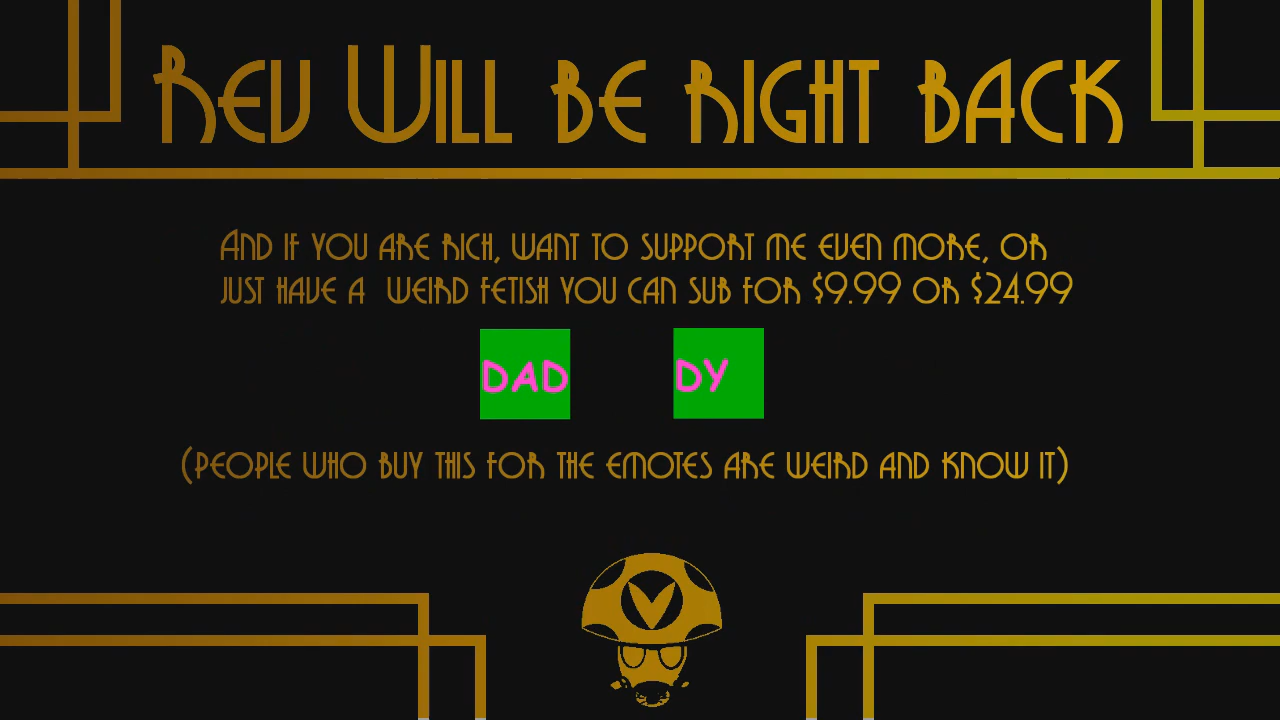 Rev Will be right back
And if you are rich, want to support me even more, or
just have a weird fetish you can sub for $9.99 or $24.99
DAD DY
(people who buy this for the emotes are weird and know it)